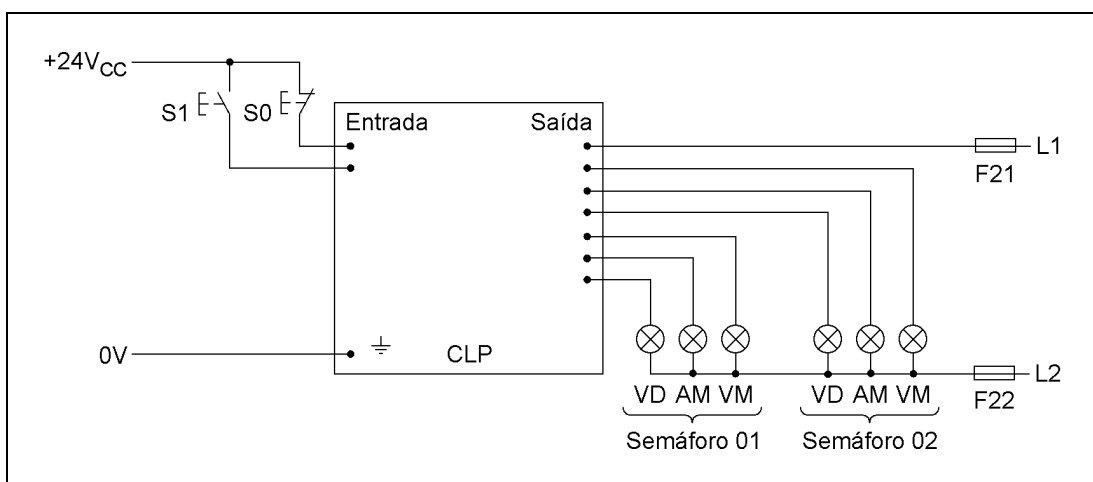 +24VCC
S1
S0
Entrada
Saída
L1
F21
0V
CLP
L2
VD AM VM
VD AM VM
F22
Semáforo 01
Semáforo 02